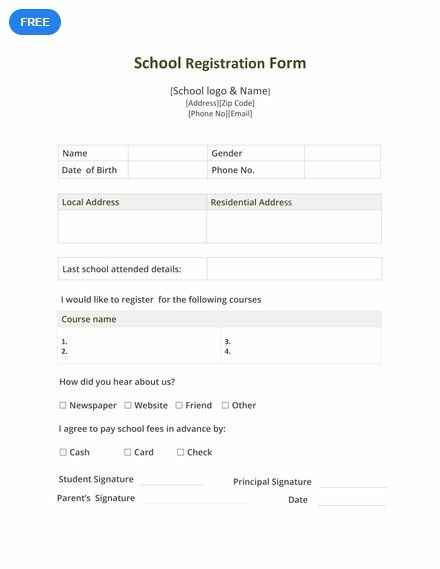 FREE
School Registration Form
[School logo & Name]
[Address][Zip Code]
[Phone No][Email]
Name Gender
Date of Birth Phone No.
Local Address Residential Address
Last school attended details:
I would like to register for the following courses
Course name
1. 3.
2. 4.
How did you hear about us?
☐ Newspaper ☐ Website ☐ Friend ☐ Other
I agree to pay school fees in advance by:
☐ Cash ☐ Card ☐ Check
Student Signature Principal Signature
Parent's Signature Date